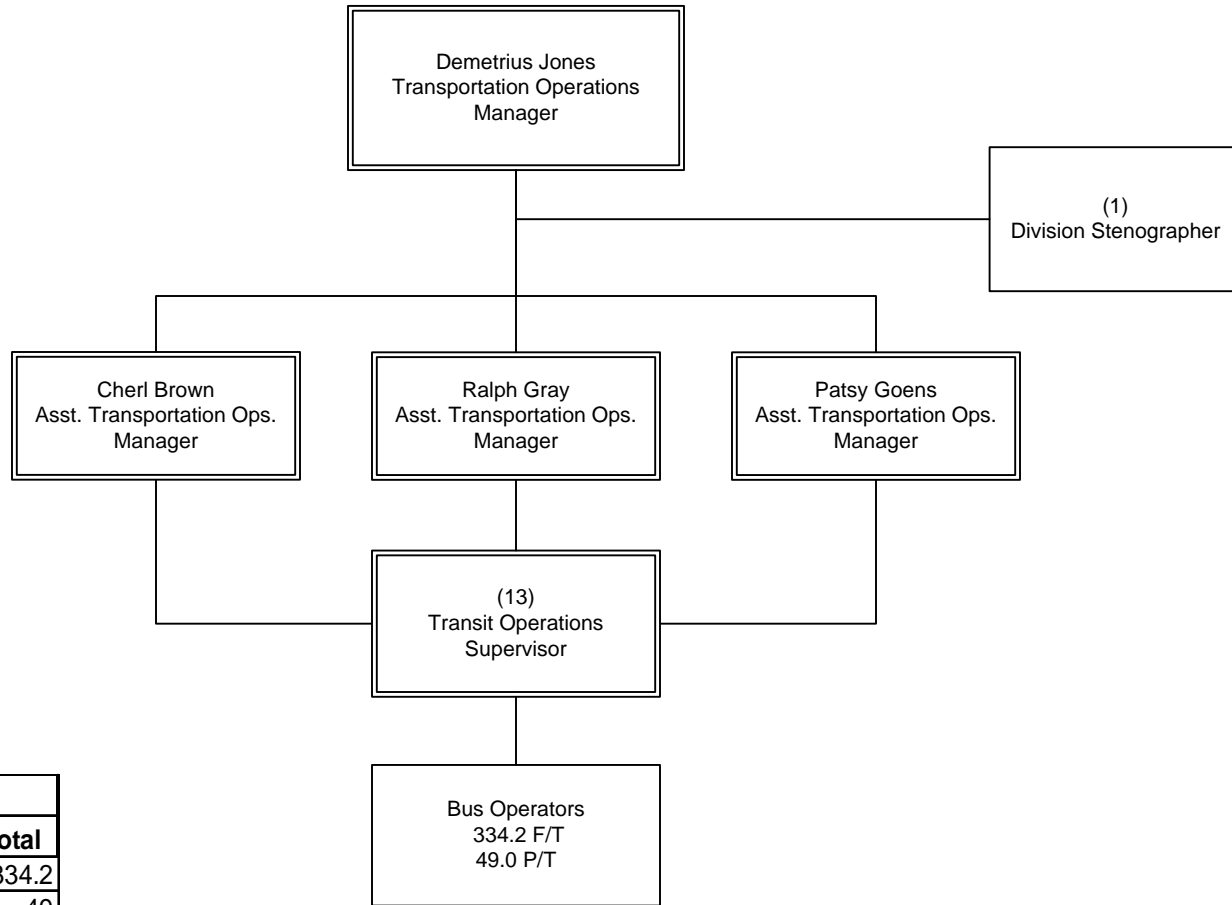 Demetrius Jones
Transportation Operations
Manager
(1)
Division Stenographer
Cherl Brown
Asst. Transportation Ops.
Manager
Ralph Gray
Asst. Transportation Ops.
Manager
Patsy Goens
Asst. Transportation Ops.
Manager
(13)
Transit Operations
Supervisor
Bus Operators
334.2 F/T
49.0 P/T
otal
334.2